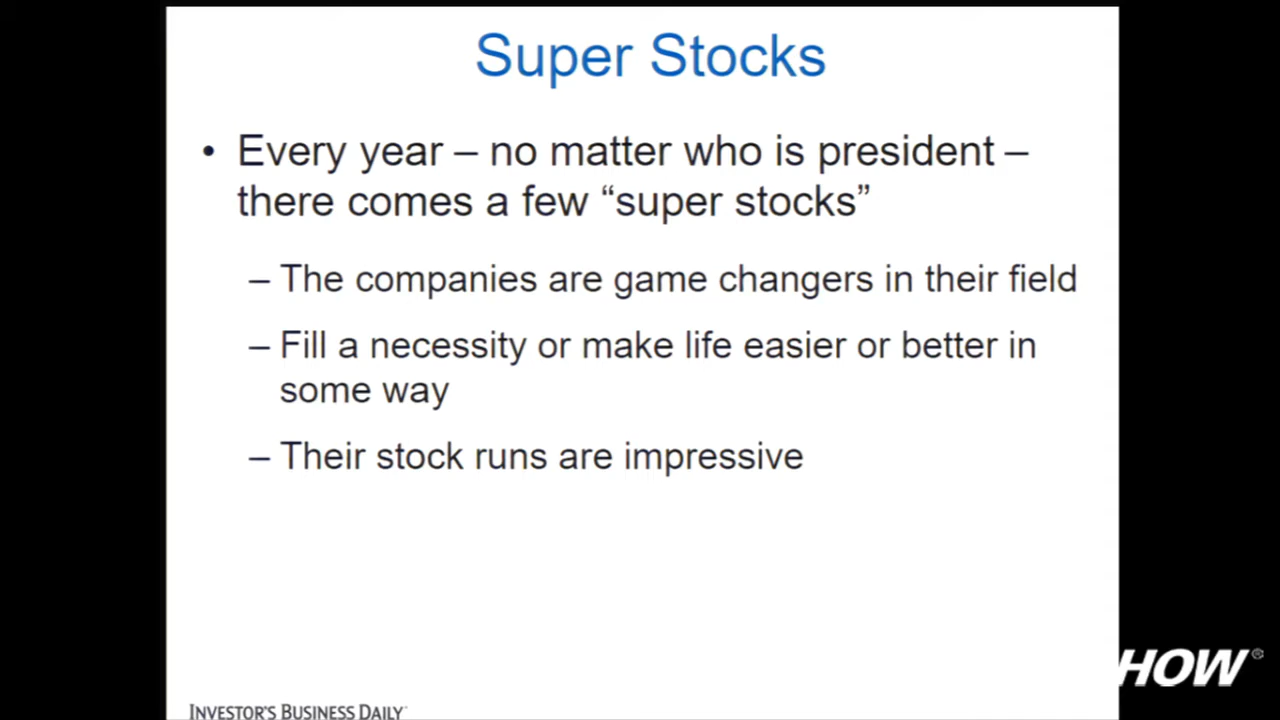 Super Stocks
• Every year – no matter who is president –
there comes a few “super stocks”
– The companies are game changers in their field
– Fill a necessity or make life easier or better in
some way
– Their stock runs are impressive
HOW®
INVESTOR'S BUSINESS DAILY